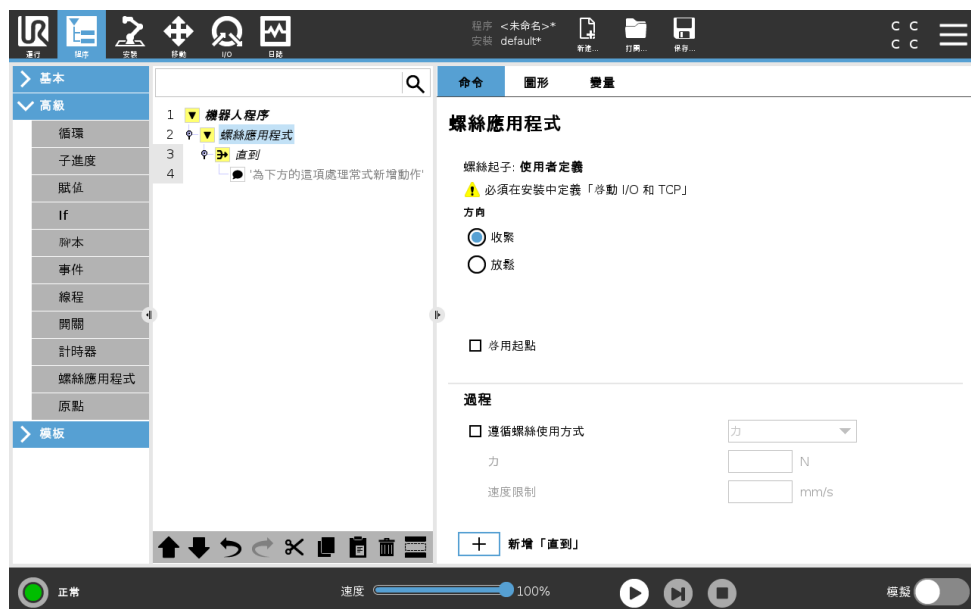 程序 <未命名>*
安裝 default*
運行
程序
安裝
移動
I/O
日誌
新建...
打開...
保存...
C C
C C
基本
高級
循環
子進度
賦值
If
腳本
事件
線程
開關
計時器
螺絲應用程式
原點
模板
1 機器人程序
2 螺絲應用程式
3 直到
4 '為下方的這項處理常式新增動作'
命令 圖形 變量
螺絲應用程式
螺絲起子: 使用者定義
必須在安裝中定義「啟動 I/O 和 TCP」
方向
收緊
放鬆
啟用起點
過程
遵循螺絲使用方式 力
力 N
速度限制 mm/s
新增「直到」
正常
速度 100%
模擬